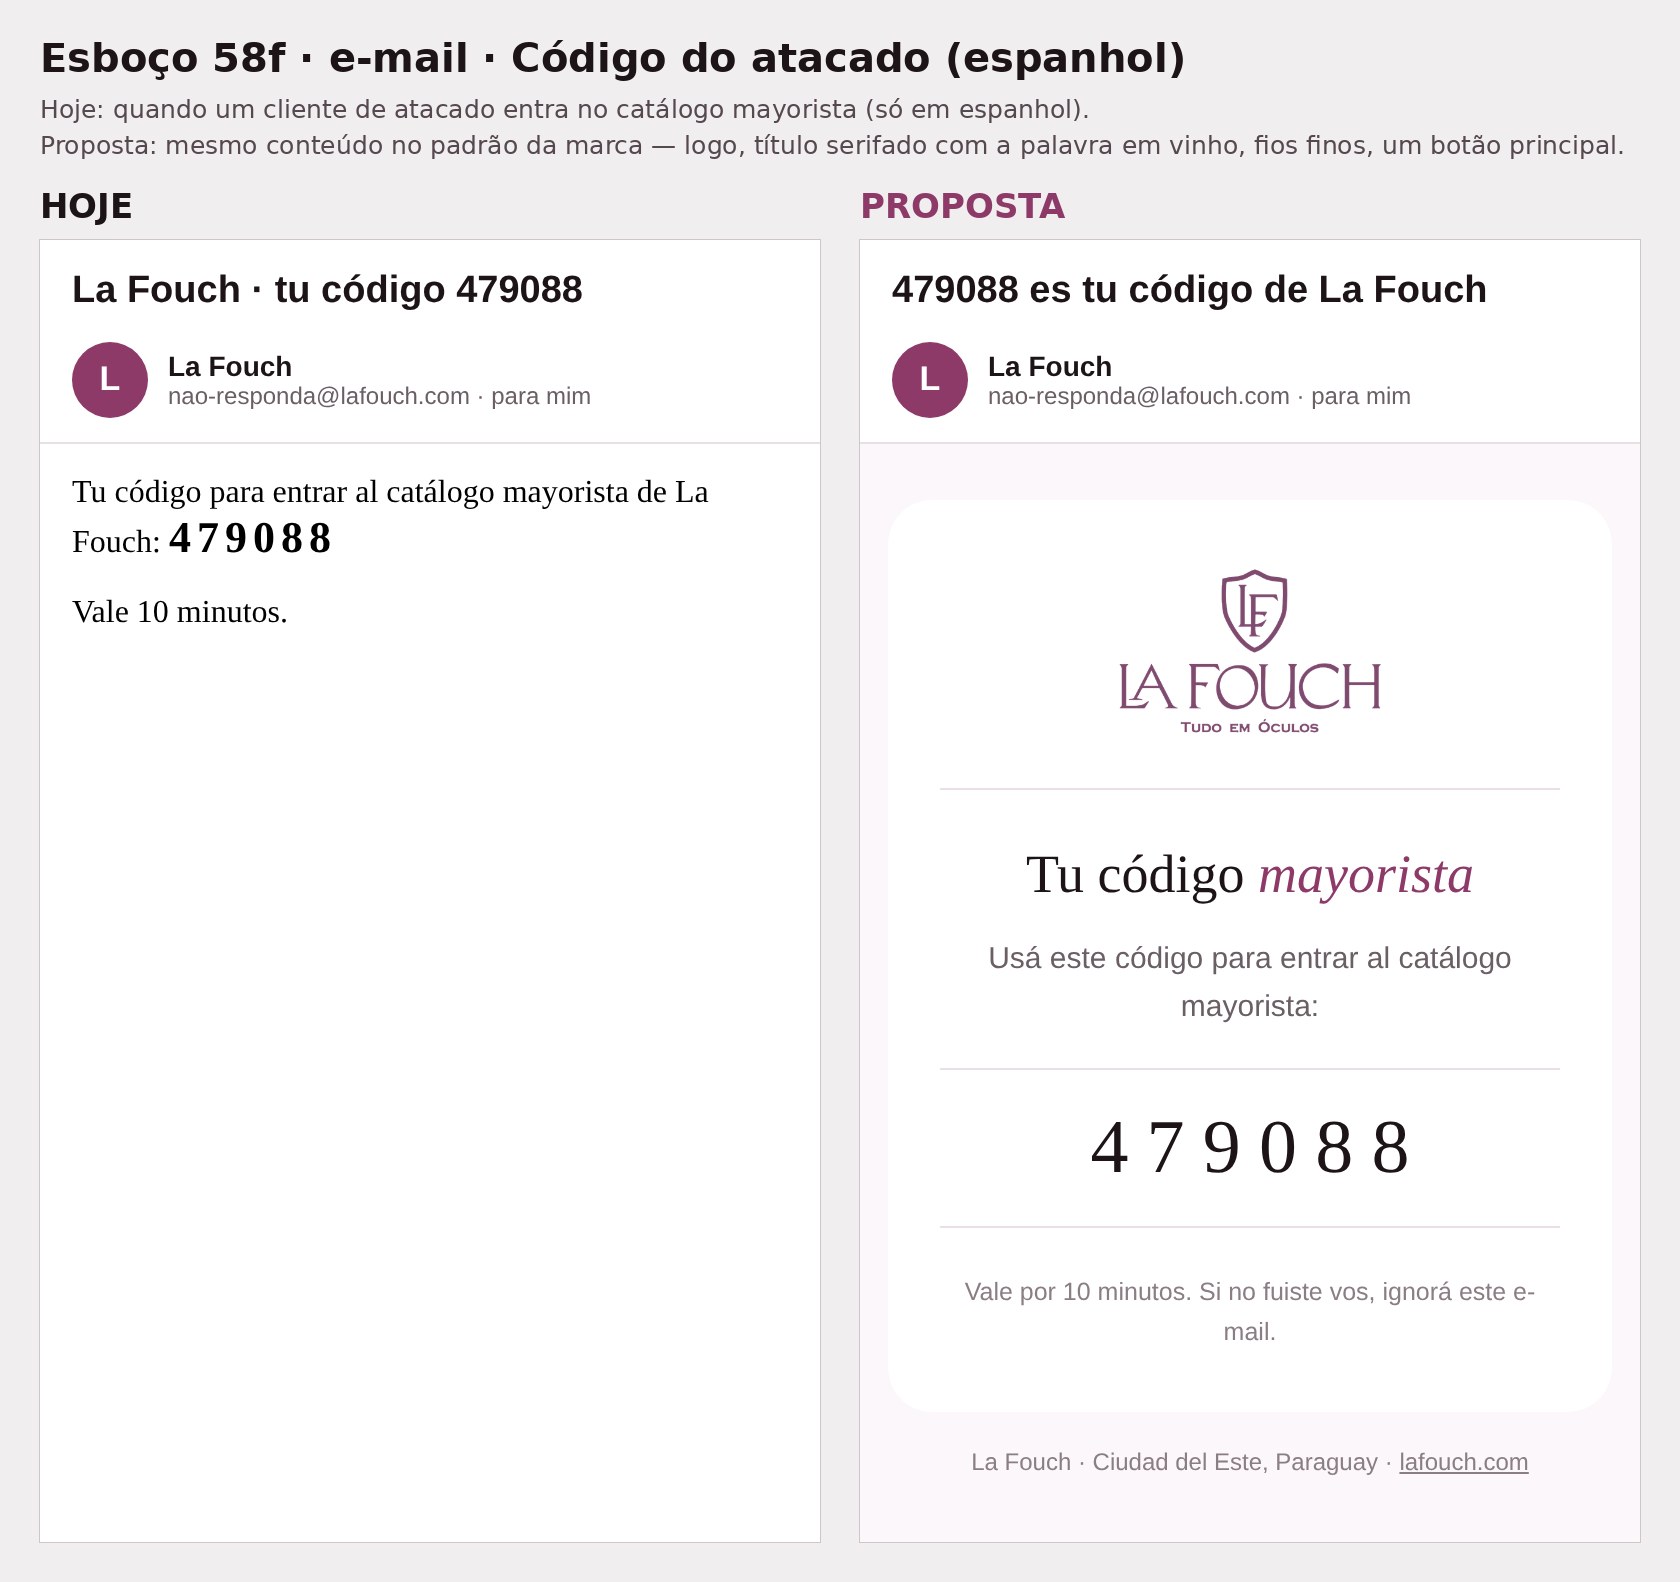 Esboço 58f · e-mail · Código do atacado (espanhol)
Hoje: quando um cliente de atacado entra no catálogo mayorista (só em espanhol).
Proposta: mesmo conteúdo no padrão da marca — logo, título serifado com a palavra em vinho, fios finos, um botão principal.
HOJE
La Fouch · tu código 479088
L
La Fouch
nao-responda@lafouch.com · para mim
Tu código para entrar al catálogo mayorista de La
Fouch: 479088
Vale 10 minutos.
PROPOSTA
479088 es tu código de La Fouch
L
La Fouch
nao-responda@lafouch.com · para mim
LF
LA FOUCH
Tudo em Óculos
Tu código mayorista
Usá este código para entrar al catálogo
mayorista:
479088
Vale por 10 minutos. Si no fuiste vos, ignorá este e-
mail.
La Fouch · Ciudad del Este, Paraguay · lafouch.com